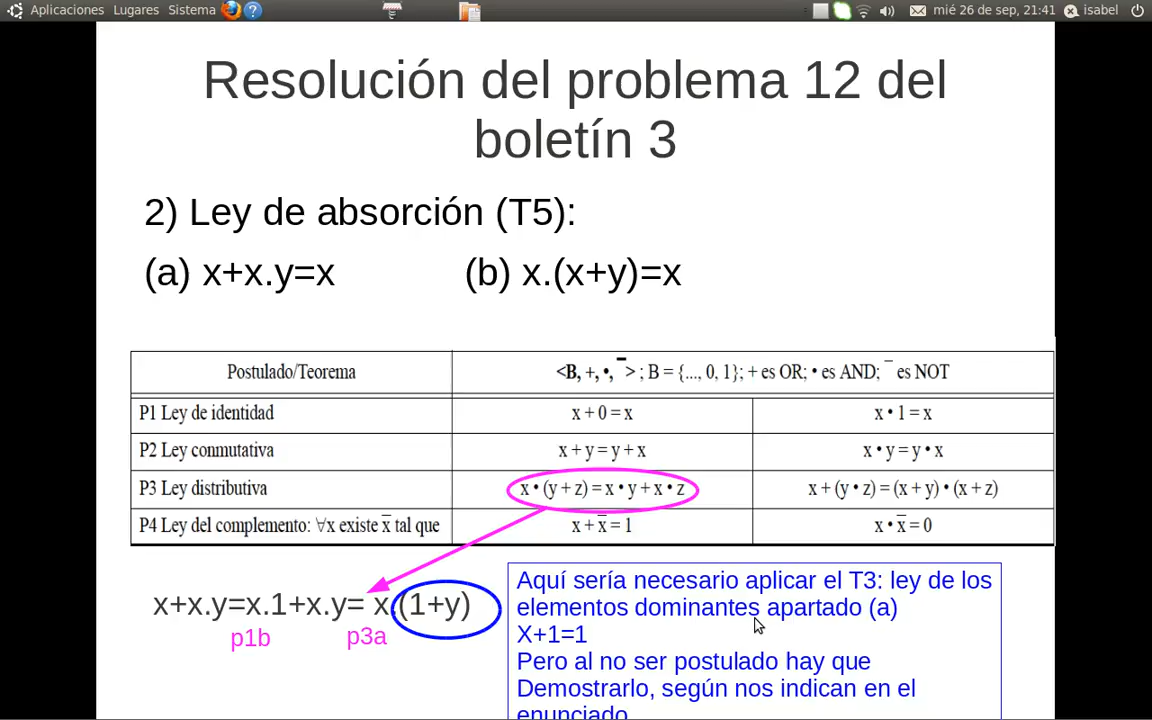 Aplicaciones Lugares Sistema mié 26 de sep, 21:41 isabel
Resolución del problema 12 del
boletín 3
2) Ley de absorción (T5):
(a) x+x.y=x (b) x.(x+y)=x
Postulado/Teorema <B, +, •, ¯> ; B = {..., 0, 1}; + es OR; • es AND; ¯ es NOT
P1 Ley de identidad x + 0 = x x • 1 = x
P2 Ley conmutativa x + y = y + x x • y = y • x
P3 Ley distributiva x • (y + z) = x • y + x • z x + (y • z) = (x + y) • (x + z)
P4 Ley del complemento: ∀x existe x̅ tal que x + x̅ = 1 x • x̅ = 0
x+x.y=x.1+x.y= x.(1+y)
p1b p3a
Aquí sería necesario aplicar el T3: ley de los
elementos dominantes apartado (a)
X+1=1
Pero al no ser postulado hay que
Demostrarlo, según nos indican en el
enunciado